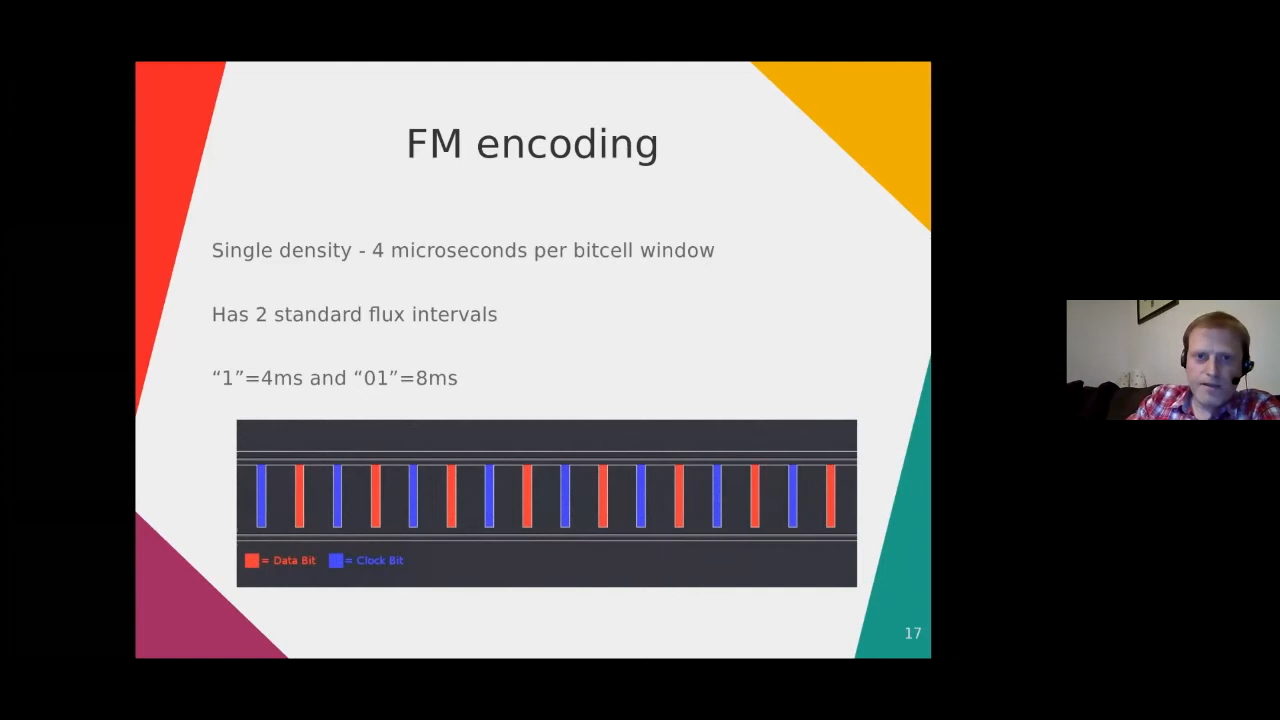 FM encoding
Single density - 4 microseconds per bitcell window
Has 2 standard flux intervals
“1”=4ms and “01”=8ms
= Data Bit = Clock Bit
17